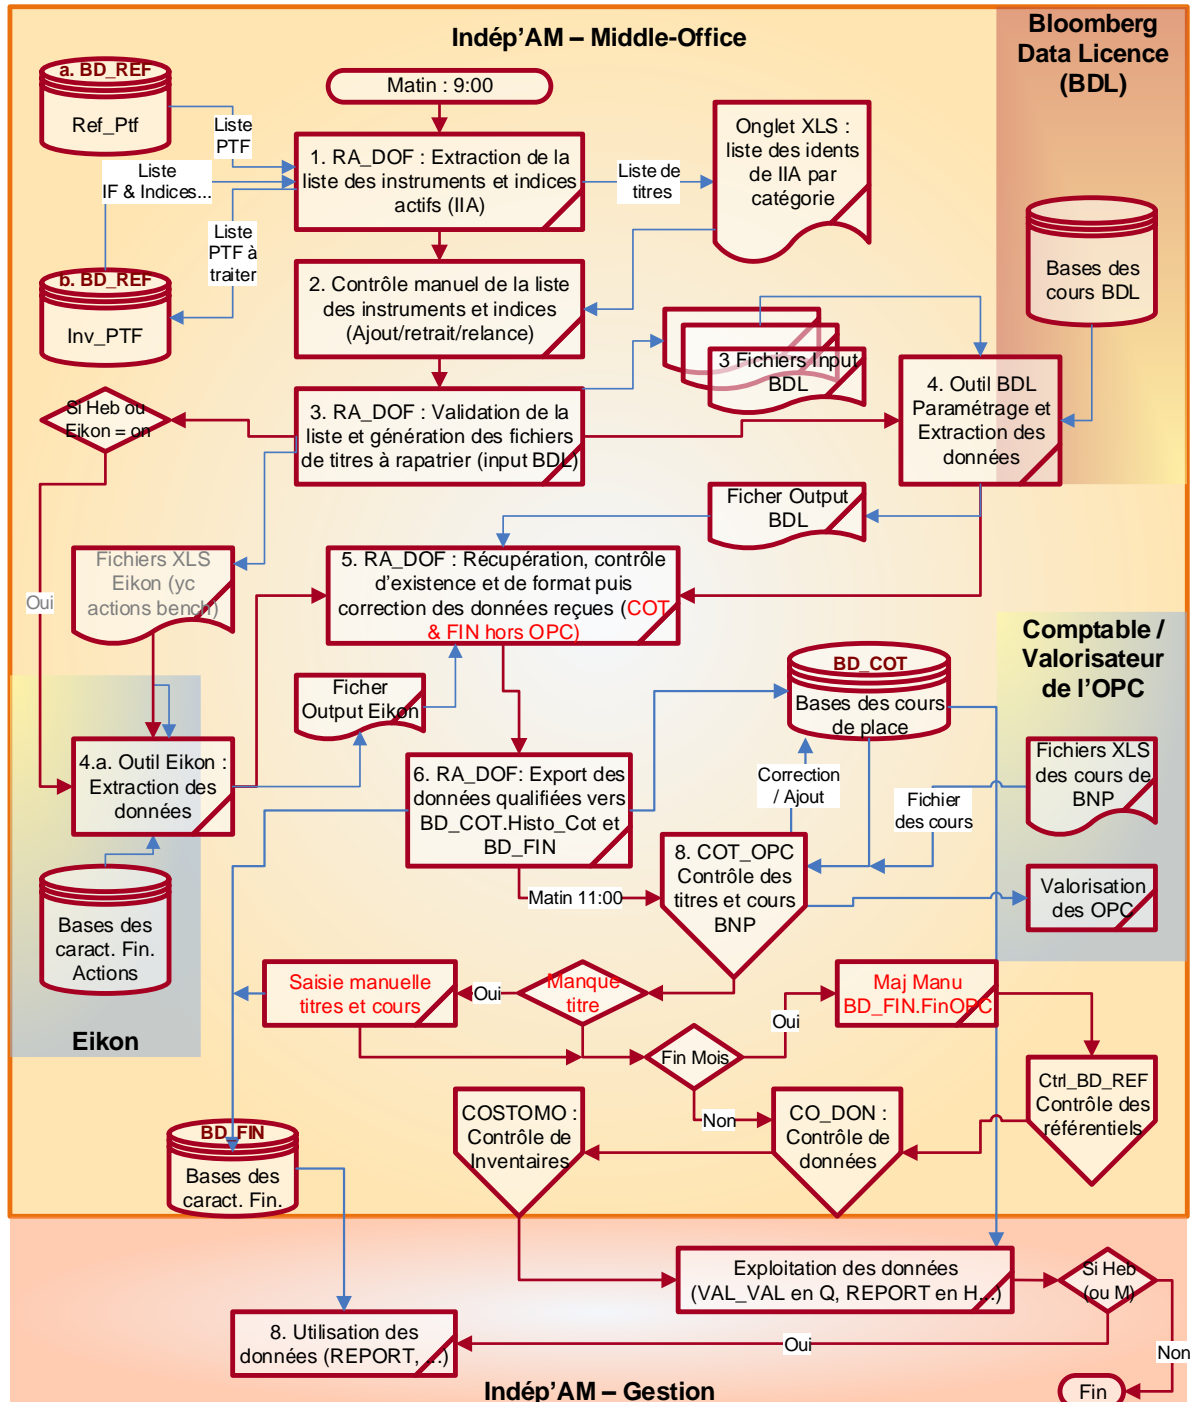 Indép’AM – Middle-Office
Bloomberg
Data Licence
(BDL)
a. BD_REF
Ref_Ptf
Matin : 9:00
Liste
PTF
1. RA_DOF : Extraction de la
liste des instruments et indices
actifs (IIA)
Liste de
titres
Onglet XLS :
liste des idents
de IIA par
catégorie
Liste
IF & Indices...
Liste
PTF à
traiter
b. BD_REF
Inv_PTF
2. Contrôle manuel de la liste
des instruments et indices
(Ajout/retrait/relance)
Bases des
cours BDL
3 Fichiers Input
BDL
4. Outil BDL
Paramétrage et
Extraction des
données
Si Heb ou
Eikon = on
3. RA_DOF : Validation de la
liste et génération des fichiers
de titres à rapatrier (input BDL)
Ficher Output
BDL
Fichiers XLS
Eikon (yc
actions bench)
Oui
5. RA_DOF : Récupération, contrôle
d’existence et de format puis
correction des données reçues (COT
& FIN hors OPC)
Comptable /
Valorisateur
de l’OPC
BD_COT
Bases des cours
de place
Ficher
Output Eikon
4.a. Outil Eikon :
Extraction des
données
6. RA_DOF: Export des
données qualifiées vers
BD_COT.Histo_Cot et
BD_FIN
Correction
/ Ajout
Fichier
des cours
Fichiers XLS
des cours de
BNP
8. COT_OPC
Contrôle des
titres et cours
BNP
Matin 11:00
Valorisation
des OPC
Bases des
caract. Fin.
Actions
Eikon
Saisie manuelle
titres et cours
Oui
Manque
titre
Maj Manu
BD_FIN.FinOPC
Oui
Fin Mois
Non
Ctrl_BD_REF
Contrôle des
référentiels
COSTOMO :
Contrôle de
Inventaires
CO_DON :
Contrôle de
données
BD_FIN
Bases des
caract. Fin.
Exploitation des données
(VAL_VAL en Q, REPORT en H...)
Si Heb
(ou M)
8. Utilisation des
données (REPORT, ...)
Oui
Non
Indép’AM – Gestion
Fin